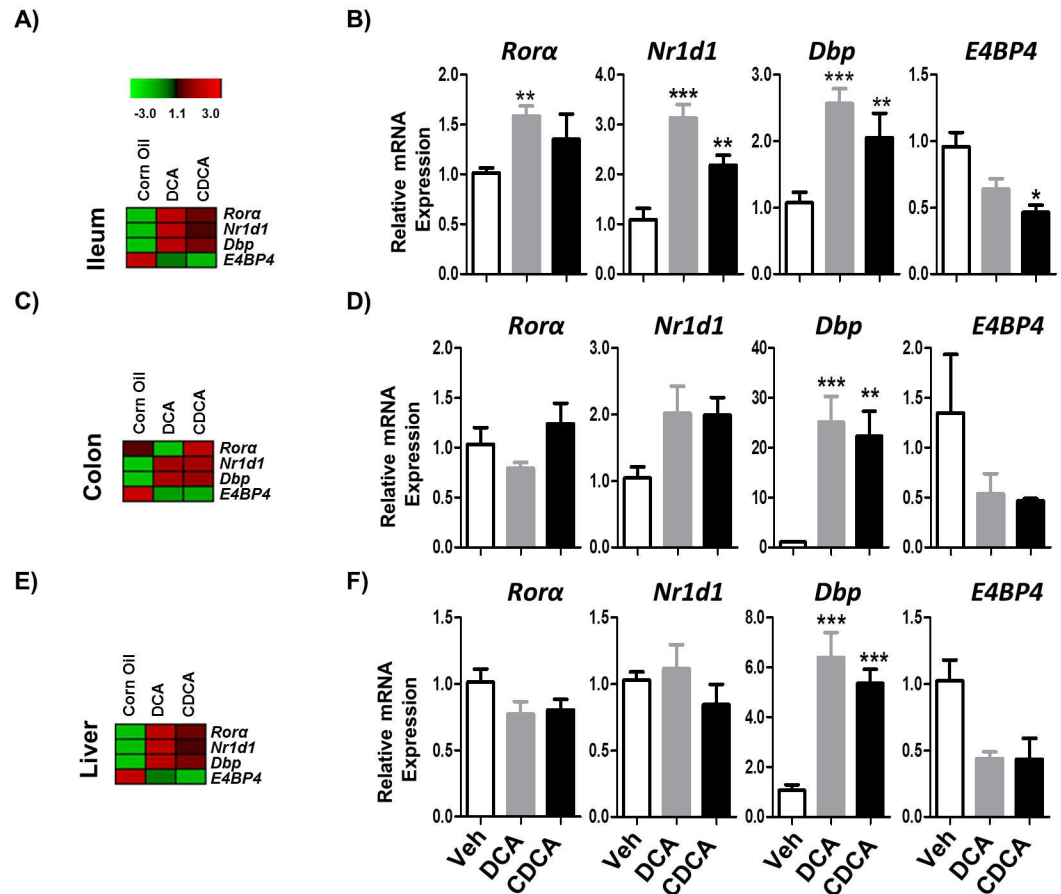 A)
-3.0 1.1 3.0
Corn Oil DCA CDCA
Ileum
Rorα
Nr1d1
Dbp
E4BP4
B)
Rorα Nr1d1 Dbp E4BP4
Relative mRNA
Expression
2.0
1.5
1.0
0.5
0.0
**
4.0
3.0
2.0
1.0
0.0
***
**
3.0
2.0
1.0
0.0
***
**
1.5
1.0
0.5
0.0
*
C)
Corn Oil DCA CDCA
Colon
Rorα
Nr1d1
Dbp
E4BP4
D)
Rorα Nr1d1 Dbp E4BP4
Relative mRNA
Expression
2.0
1.5
1.0
0.5
0.0
3.0
2.0
1.0
0.0
40
30
20
10
0
***
**
2.0
1.5
1.0
0.5
0.0
E)
Corn Oil DCA CDCA
Liver
Rorα
Nr1d1
Dbp
E4BP4
F)
Rorα Nr1d1 Dbp E4BP4
Relative mRNA
Expression
1.5
1.0
0.5
0.0
1.5
1.0
0.5
0.0
8.0
6.0
4.0
2.0
0.0
***
***
1.5
1.0
0.5
0.0
Veh DCA CDCA
Veh DCA CDCA
Veh DCA CDCA
Veh DCA CDCA